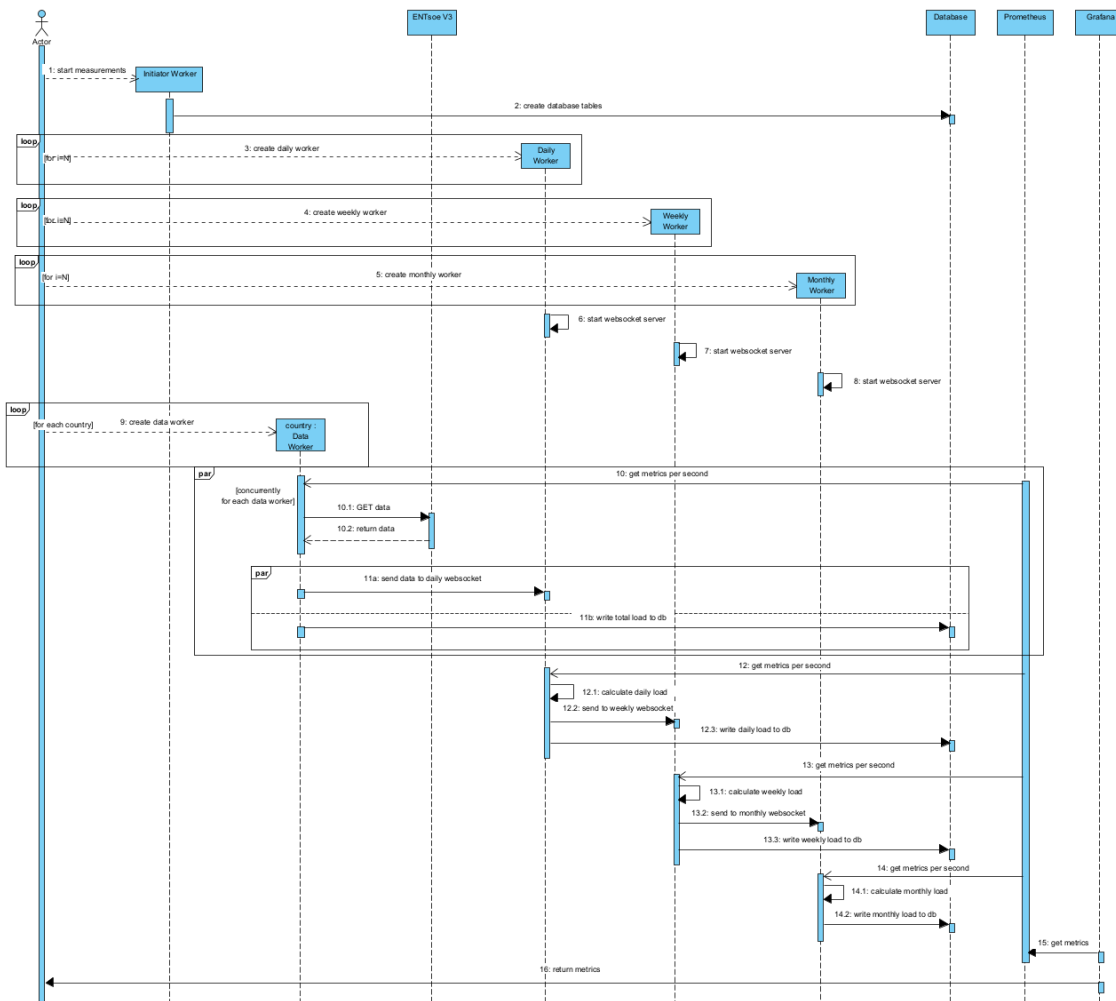 ENTsoe V3
Database
Prometheus
Grafana
Actor
1: start measurements
Initiator Worker
2: create database tables
loop
[for i=N]
3: create daily worker
Daily
Worker
loop
[for i=N]
4: create weekly worker
Weekly
Worker
loop
[for i=N]
5: create monthly worker
Monthly
Worker
6: start websocket server
7: start websocket server
8: start websocket server
loop
[for each country]
9: create data worker
country :
Data
Worker
par
10: get metrics per second
[concurrently
for each data worker]
10.1: GET data
10.2: return data
par
11a: send data to daily websocket
11b: write total load to db
12: get metrics per second
12.1: calculate daily load
12.2: send to weekly websocket
12.3: write daily load to db
13: get metrics per second
13.1: calculate weekly load
13.2: send to monthly websocket
13.3: write weekly load to db
14: get metrics per second
14.1: calculate monthly load
14.2: write monthly load to db
15: get metrics
16: return metrics